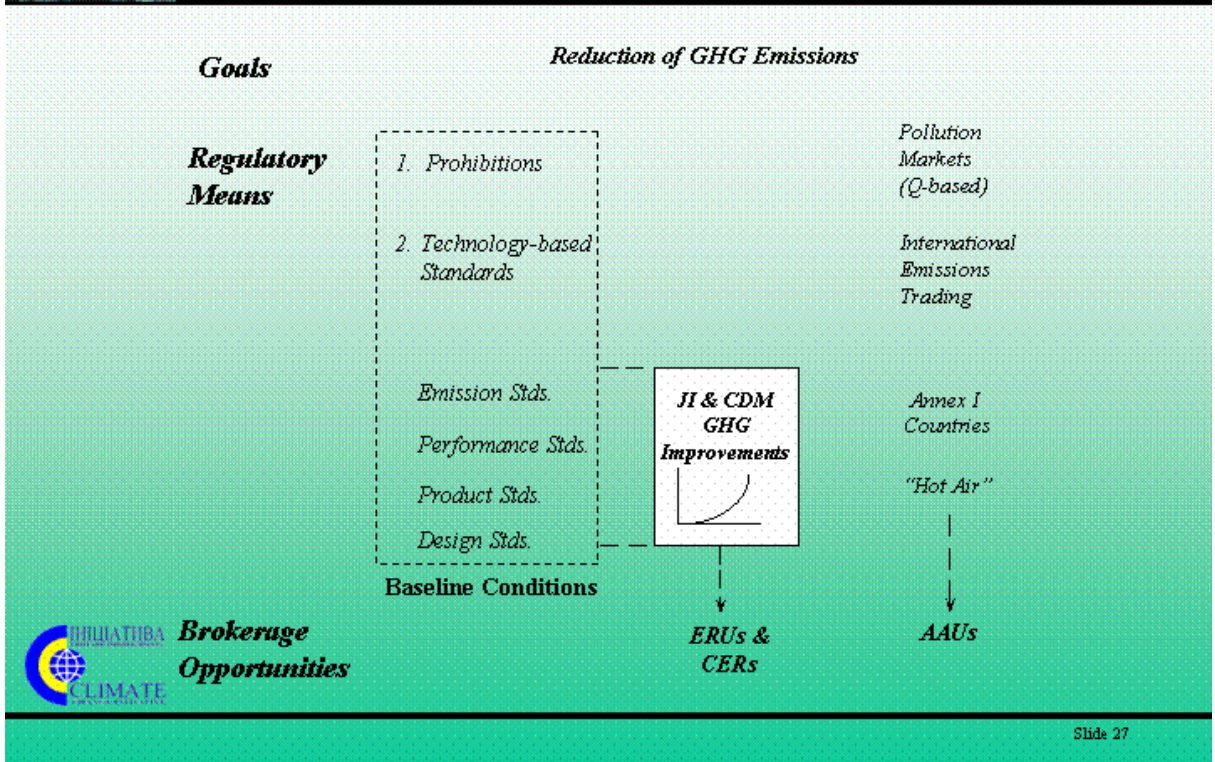 Goals
Reduction of GHG Emissions
Regulatory
Means
1. Prohibitions
2. Technology-based
Standards
Emission Stds.
Performance Stds.
Product Stds.
Design Stds.
Baseline Conditions
JI & CDM
GHG
Improvements
Pollution
Markets
(Q-based)
International
Emissions
Trading
Annex I
Countries
"Hot Air"
Brokerage
Opportunities
ERUs &
CERs
AAUs
ІНІЦІАТИВА
CLIMATE
Slide 27